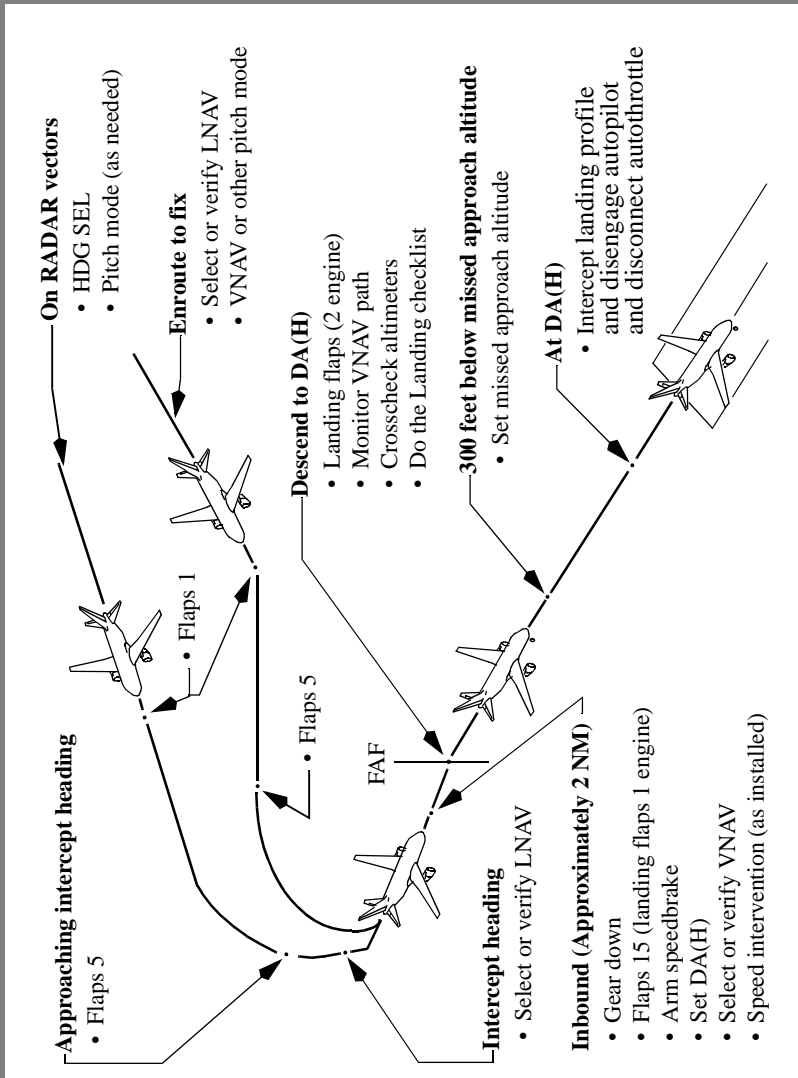 On RADAR vectors
• HDG SEL
• Pitch mode (as needed)
Enroute to fix
• Select or verify LNAV
• VNAV or other pitch mode
• Flaps 1
Approaching intercept heading
• Flaps 5
• Flaps 5
Intercept heading
• Select or verify LNAV
Inbound (Approximately 2 NM)
• Gear down
• Flaps 15 (landing flaps 1 engine)
• Arm speedbrake
• Set DA(H)
• Select or verify VNAV
• Speed intervention (as installed)
FAF
Descend to DA(H)
• Landing flaps (2 engine)
• Monitor VNAV path
• Crosscheck altimeters
• Do the Landing checklist
300 feet below missed approach altitude
• Set missed approach altitude
At DA(H)
• Intercept landing profile
and disengage autopilot
and disconnect autothrottle